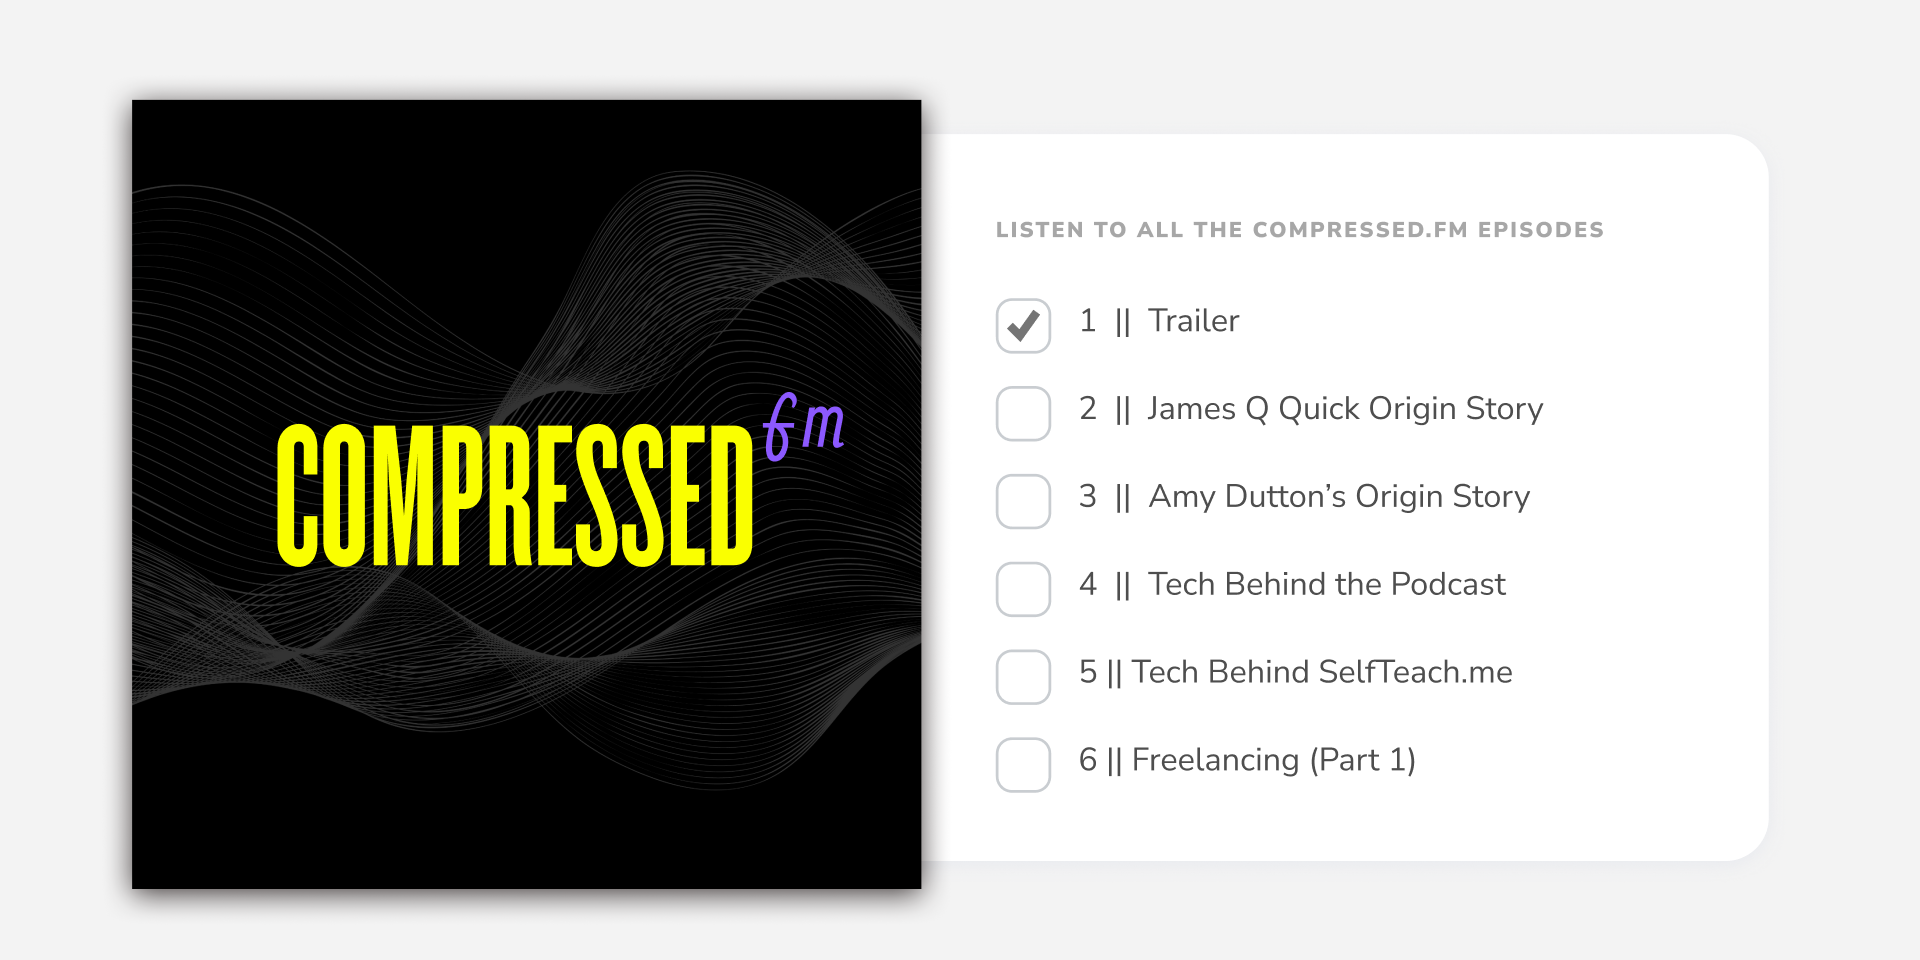 COMPRESSED fm
LISTEN TO ALL THE COMPRESSED.FM EPISODES
1 || Trailer
2 || James Q Quick Origin Story
3 || Amy Dutton’s Origin Story
4 || Tech Behind the Podcast
5 || Tech Behind SelfTeach.me
6 || Freelancing (Part 1)